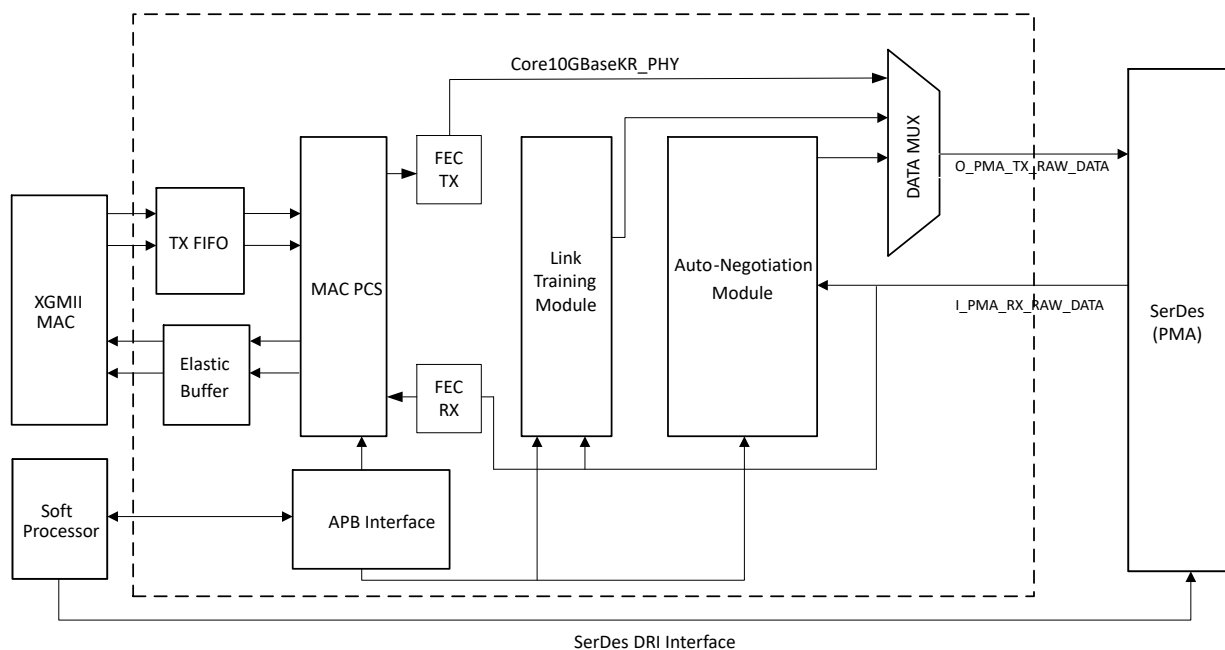 Core10GBaseKR_PHY
DATA MUX
FEC
TX
O_PMA_TX_RAW_DATA
TX FIFO
XGMII
MAC
MAC PCS
Link
Training
Module
Auto-Negotiation
Module
I_PMA_RX_RAW_DATA
SerDes
(PMA)
Elastic
Buffer
FEC
RX
Soft
Processor
APB Interface
SerDes DRI Interface